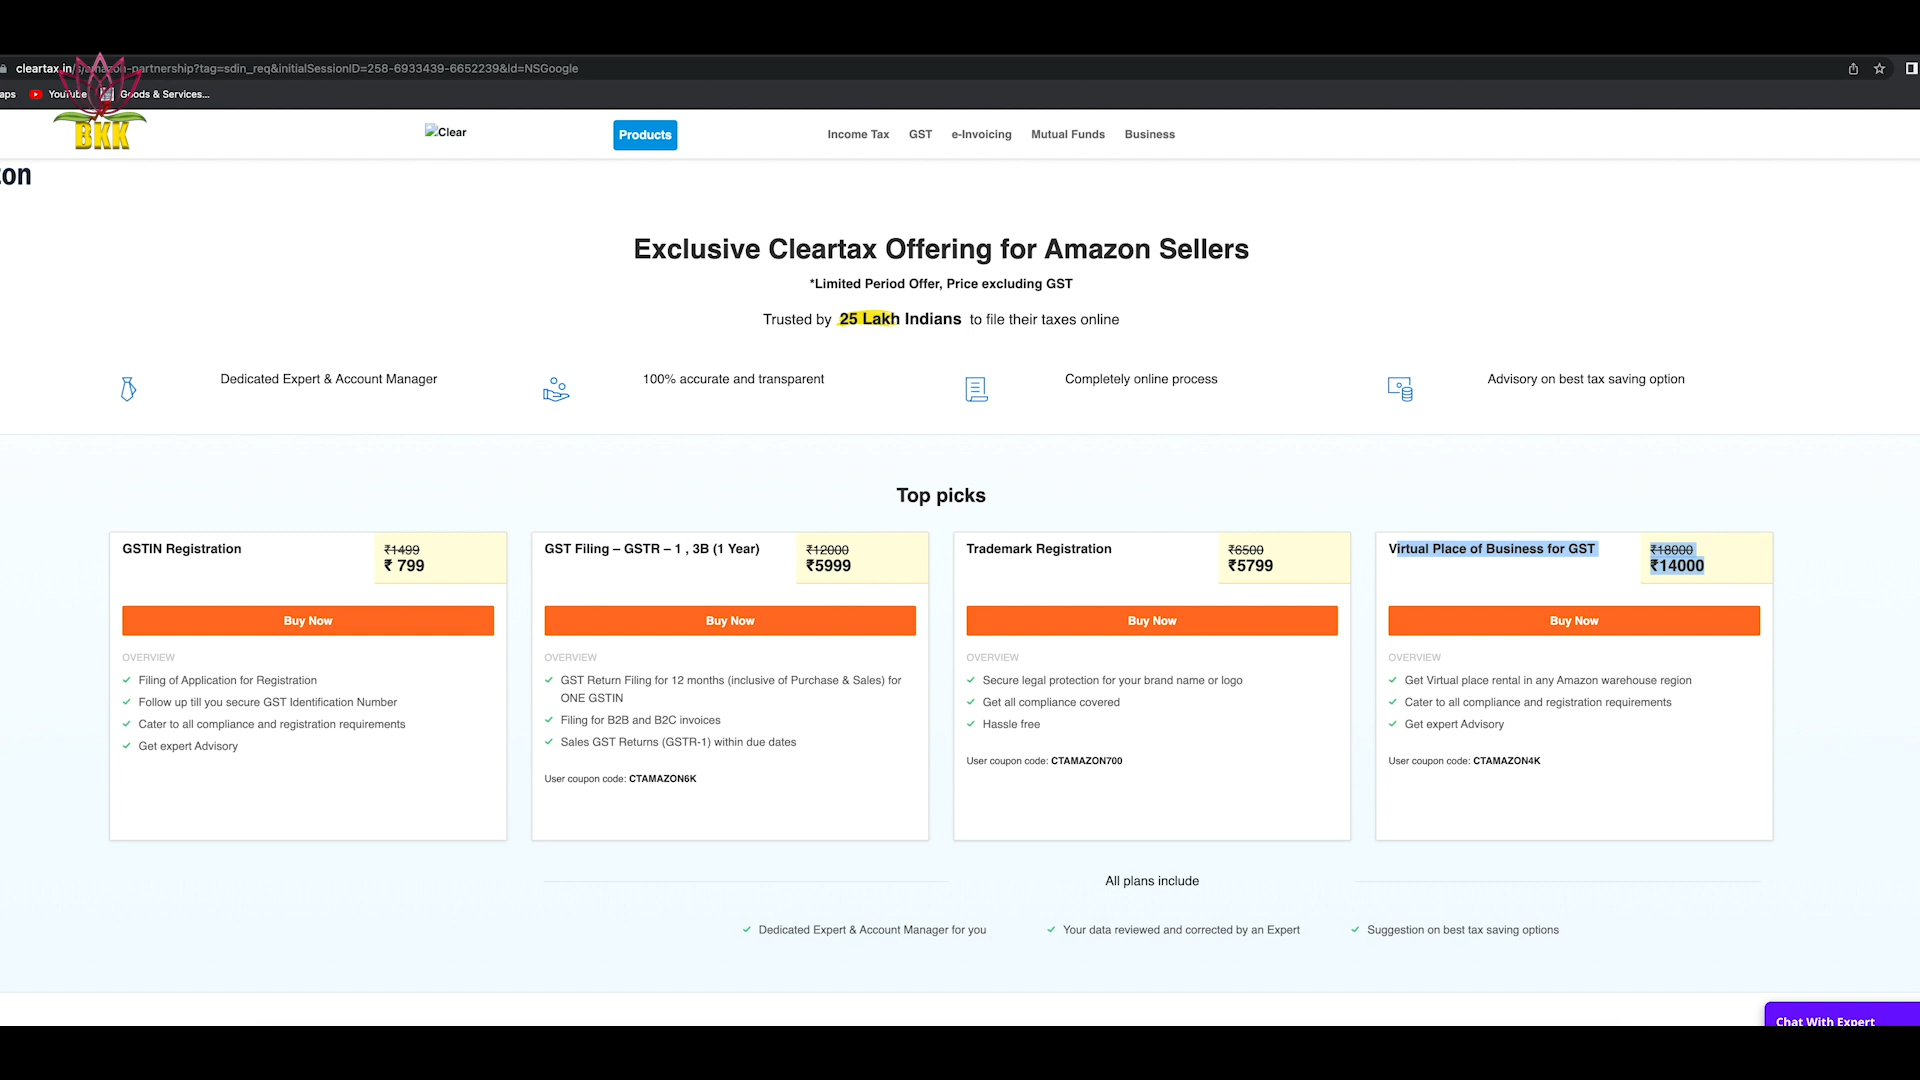 cleartax.in/s/amazon-partnership?tag=sdin_req&initialSessionID=258-6933439-6652239&ld=NSGoogle
aps YouTube Goods & Services...
BKK
Clear Products Income Tax GST e-Invoicing Mutual Funds Business
on
Exclusive Cleartax Offering for Amazon Sellers
*Limited Period Offer, Price excluding GST
Trusted by 25 Lakh Indians to file their taxes online
Dedicated Expert & Account Manager
100% accurate and transparent
Completely online process
Advisory on best tax saving option
Top picks
GSTIN Registration
₹1499
₹ 799
Buy Now
OVERVIEW
Filing of Application for Registration
Follow up till you secure GST Identification Number
Cater to all compliance and registration requirements
Get expert Advisory
GST Filing – GSTR – 1 , 3B (1 Year)
₹12000
₹5999
Buy Now
OVERVIEW
GST Return Filing for 12 months (inclusive of Purchase & Sales) for
ONE GSTIN
Filing for B2B and B2C invoices
Sales GST Returns (GSTR-1) within due dates
User coupon code: CTAMAZON6K
Trademark Registration
₹6500
₹5799
Buy Now
OVERVIEW
Secure legal protection for your brand name or logo
Get all compliance covered
Hassle free
User coupon code: CTAMAZON700
Virtual Place of Business for GST
₹18000
₹14000
Buy Now
OVERVIEW
Get Virtual place rental in any Amazon warehouse region
Cater to all compliance and registration requirements
Get expert Advisory
User coupon code: CTAMAZON4K
All plans include
Dedicated Expert & Account Manager for you
Your data reviewed and corrected by an Expert
Suggestion on best tax saving options
Chat With Expert